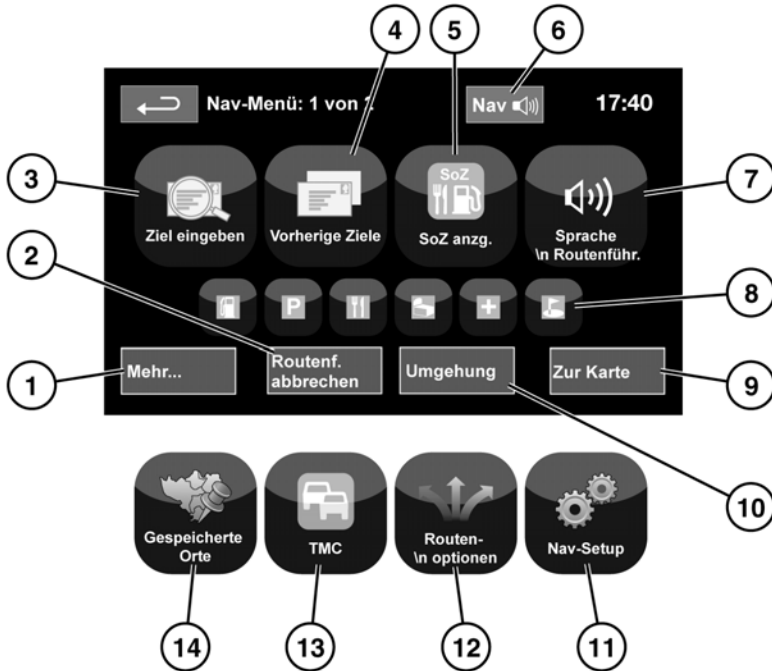 4
5
6
Nav-Menü: 1 von 2
Nav
17:40
3
SoZ
7
Ziel eingeben
Vorherige Ziele
SoZ anzg.
Sprache
\n Routenführ.
2
P
8
1
Mehr...
Routenf.
abbrechen
Umgehung
Zur Karte
9
10
Gespeicherte
Orte
TMC
Routen-
\n optionen
Nav-Setup
14
13
12
11